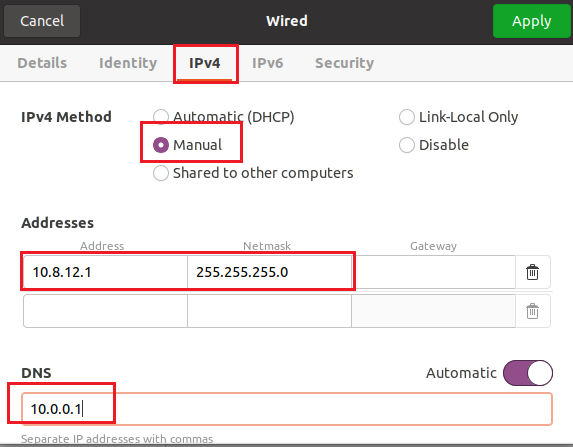 Cancel Wired Apply
Details Identity IPv4 IPv6 Security
IPv4 Method Automatic (DHCP) Link-Local Only
Manual Disable
Shared to other computers
Addresses
Address Netmask Gateway
10.8.12.1 255.255.255.0
DNS Automatic
10.0.0.1
Separate IP addresses with commas